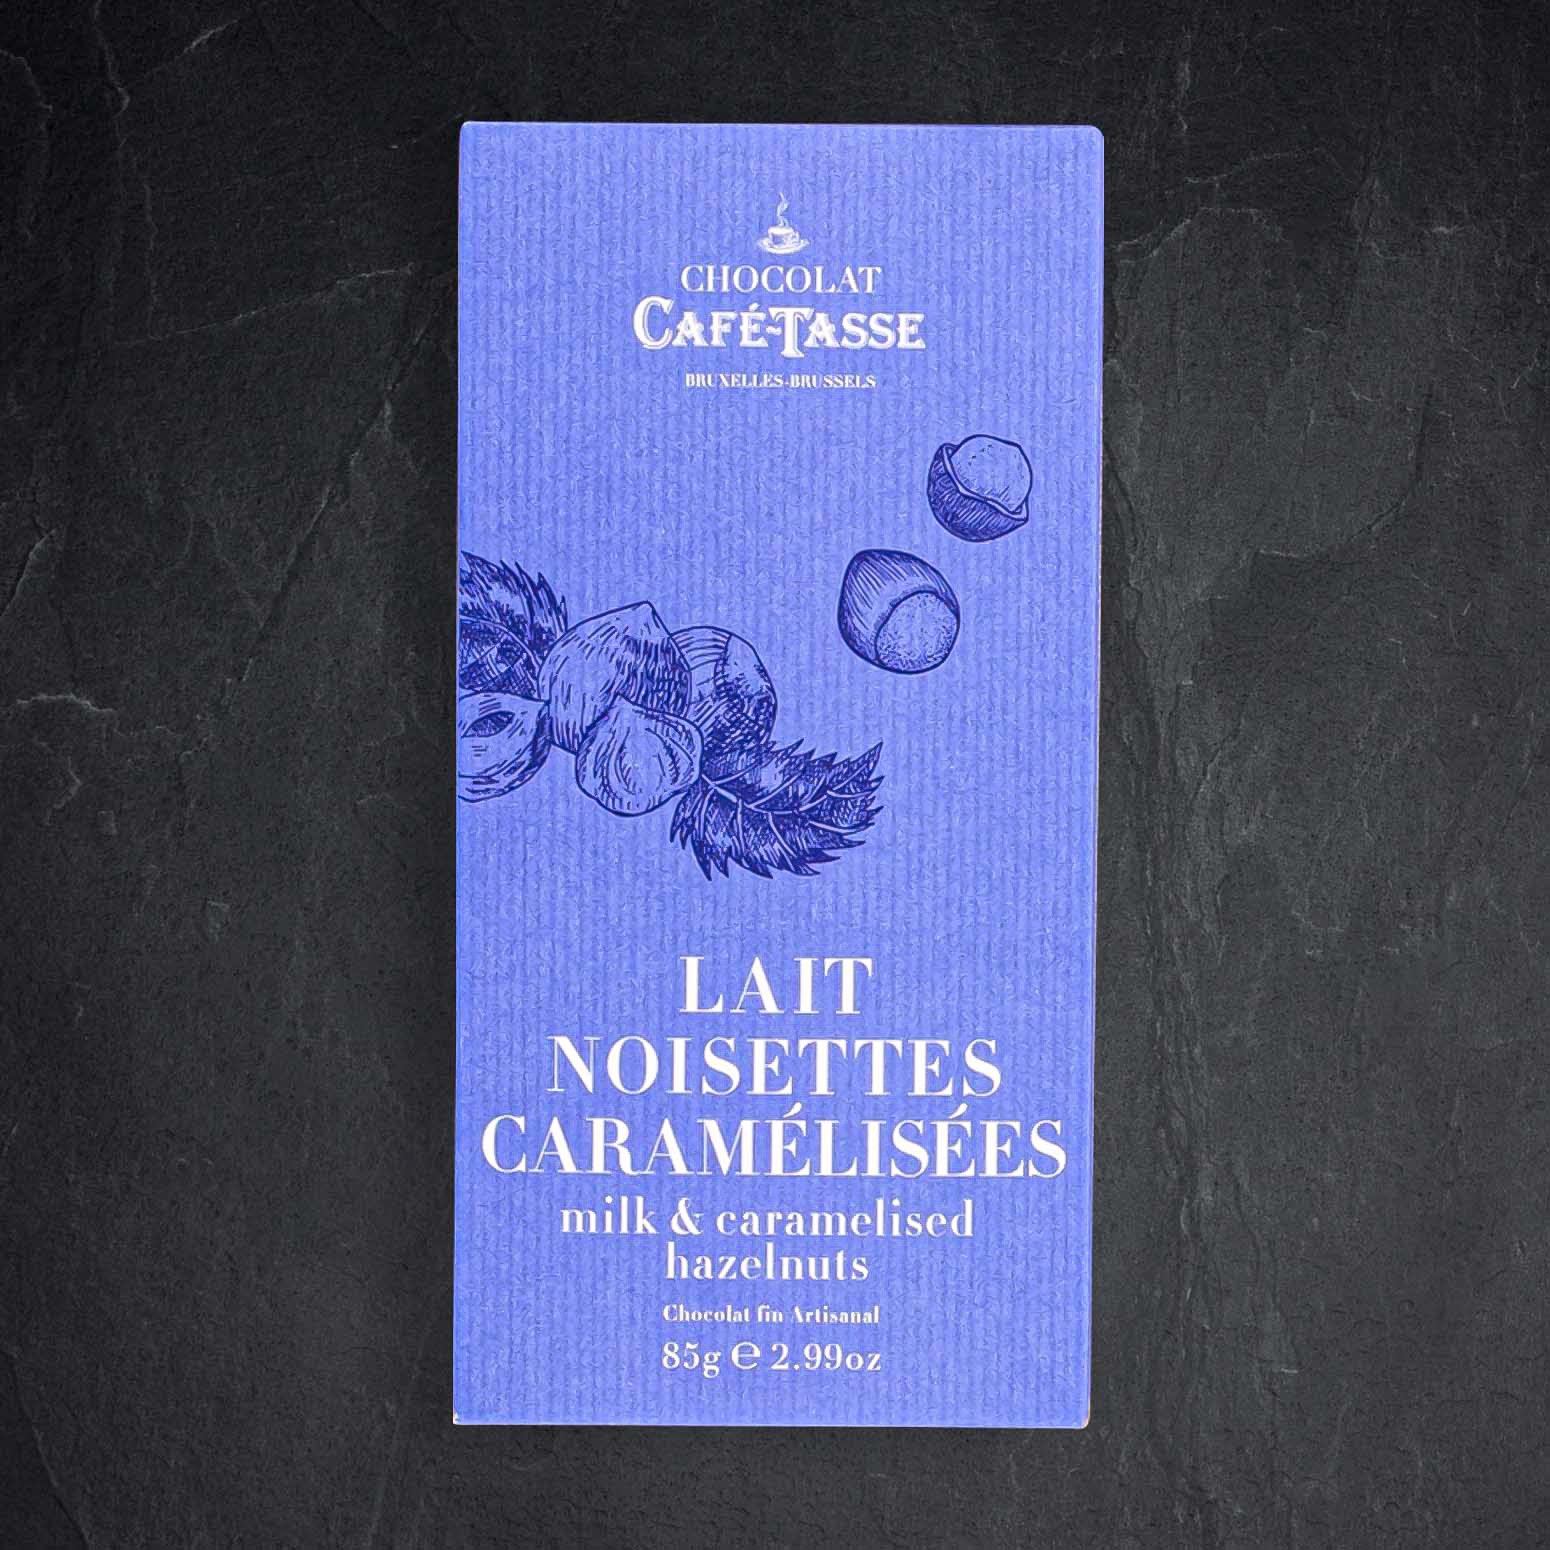 CHOCOLAT
CAFÉ-TASSE
BRUXELLES-BRUSSELS
LAIT
NOISETTES
CARAMÉLISÉES
milk & caramelised
hazelnuts
Chocolat fin Artisanal
85g ℮ 2.99oz